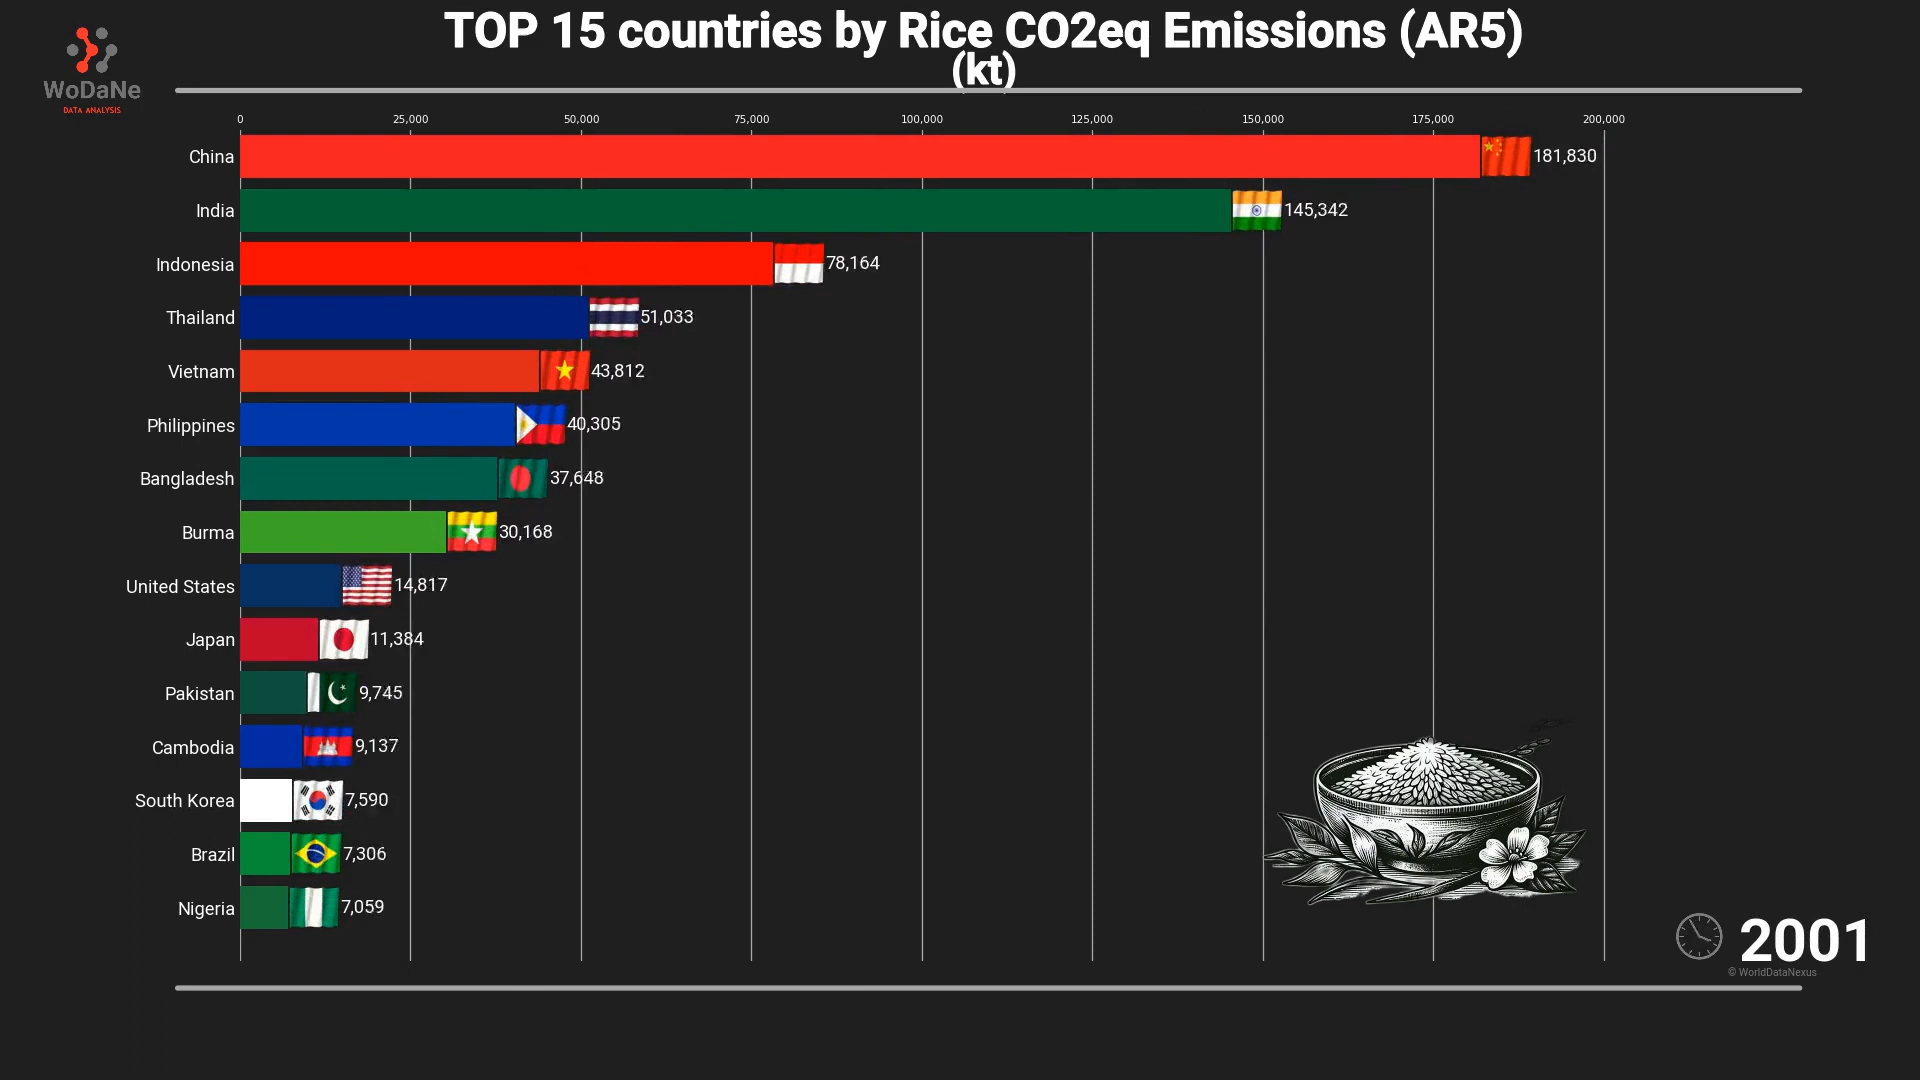 TOP 15 countries by Rice CO2eq Emissions (AR5)
(kt)
WoDaNe
DATA ANALYSIS
0 25,000 50,000 75,000 100,000 125,000 150,000 175,000 200,000
China 181,830
India 145,342
Indonesia 78,164
Thailand 51,033
Vietnam 43,812
Philippines 40,305
Bangladesh 37,648
Burma 30,168
United States 14,817
Japan 11,384
Pakistan 9,745
Cambodia 9,137
South Korea 7,590
Brazil 7,306
Nigeria 7,059
2001
© WorldDataNexus